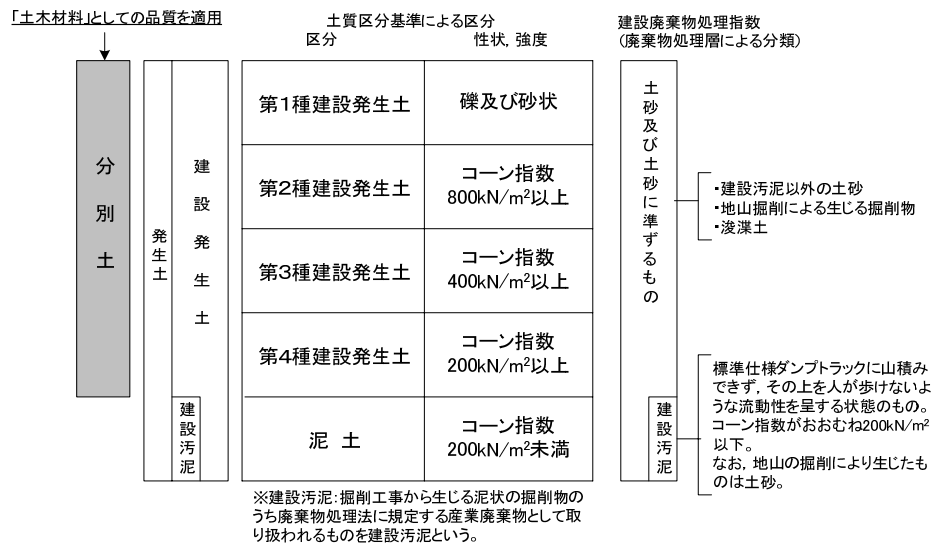 「土木材料」としての品質を適用
土質区分基準による区分
区分
性状，強度
建設廃棄物処理指数
（廃棄物処理層による分類）
分別土
発生土
建設発生土
建設汚泥
第1種建設発生土
礫及び砂状
第2種建設発生土
コーン指数
800kN/m²以上
第3種建設発生土
コーン指数
400kN/m²以上
第4種建設発生土
コーン指数
200kN/m²以上
泥土
コーン指数
200kN/m²未満
土砂及び土砂に準ずるもの
建設汚泥
・建設汚泥以外の土砂
・地山掘削による生じる掘削物
・浚渫土
標準仕様ダンプトラックに山積み
できず，その上を人が歩けないよ
うな流動性を呈する状態のもの。
コーン指数がおおむね200kN/m²
以下。
なお，地山の掘削により生じたも
のは土砂。
※建設汚泥：掘削工事から生じる泥状の掘削物の
うち廃棄物処理法に規定する産業廃棄物として取
り扱われるものを建設汚泥という。